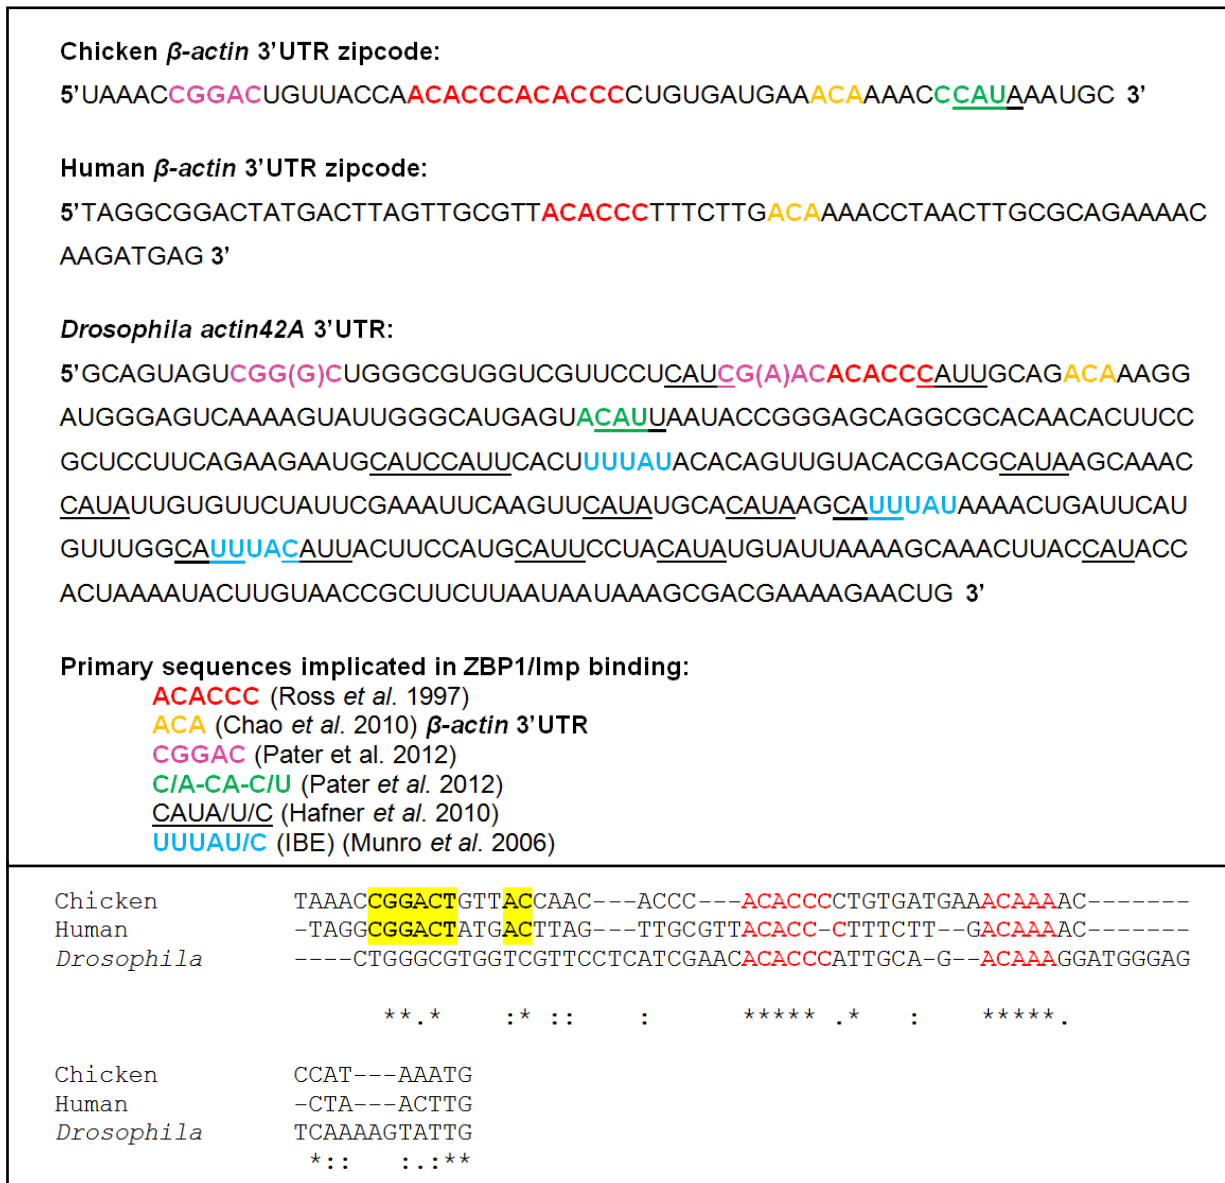 Chicken β-actin 3'UTR zipcode:
5'UAAACCGGACUGUUACCAACACCCACACCCCUGUGAUGAAACAAAACCCAUAAAUGC 3'
Human β-actin 3'UTR zipcode:
5'TAGGCGGACTATGACTTAGTTGCGTTACACCCTTTCTTGACAAAACCTAACTTGCGCAGAAAAC
AAGATGAG 3'
Drosophila actin42A 3'UTR:
5'GCAGUAGUCGG(G)CUGGGCGUGGUCGUUCCUCAUCG(A)ACACACCCAUUGCAGACAAAGG
AUGGGAGUCAAAAGUAUUGGGCAUGAGUACAUUAAUACCGGGAGCAGGCGCACAACACUUCC
GCUCCUUCAGAAGAAUGCAUCCAUUCACUUUUAUACACAGUUGUACACGACGCAUAAGCAAAC
CAUAUUGUGUUCUAUUCGAAAUUCAAGUUCAUAUGCACAUAAGCAUUUAUAAAACUGAUUCAU
GUUUGGCAUUUACAUUACUUCCAUGCAUUCCUACAUAUGUAUUAAAAGCAAACUUACCAUACC
ACUAAAAUACUUGUAACCGCUUCUUAAUAAUAAAGCGACGAAAAGAACUG 3'
Primary sequences implicated in ZBP1/Imp binding:
ACACCC (Ross et al. 1997)
ACA (Chao et al. 2010) β-actin 3'UTR
CGGAC (Pater et al. 2012)
C/A-CA-C/U (Pater et al. 2012)
CAUA/U/C (Hafner et al. 2010)
UUUAU/C (IBE) (Munro et al. 2006)
Chicken TAAACCGGACTGTTACCAAC---ACCC---ACACCCCTGTGATGAAACAAAAC-------
Human -TAGGCGGACTATGACTTAG---TTGCGTTACACC-CTTTCTT--GACAAAAC-------
Drosophila ----CTGGGCGTGGTCGTTCCTCATCGAACACACCCATTGCA-G--ACAAAGGATGGGAG
**.* :* :: : ***** .* : *****.
Chicken CCAT---AAATG
Human -CTA---ACTTG
Drosophila TCAAAAGTATTG
*:: :.:**